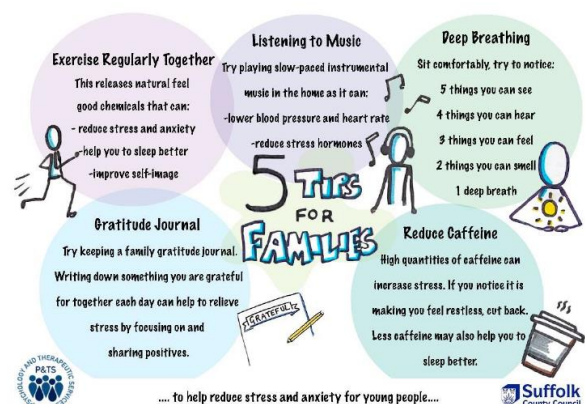 Exercise Regularly Together
This releases natural feel
good chemicals that can:
- reduce stress and anxiety
-help you to sleep better
-improve self-image
Listening to Music
Try playing slow-paced instrumental
music in the home as it can:
-lower blood pressure and heart rate
-reduce stress hormones
Deep Breathing
Sit comfortably, try to notice:
5 things you can see
4 things you can hear
3 things you can feel
2 things you can smell
1 deep breath
5 TIPS
FOR
FAMILIES
Gratitude Journal
Try keeping a family gratitude journal.
Writing down something you are grateful
for together each day can help to relieve
stress by focusing on and
sharing positives.
GRATEFUL
Reduce Caffeine
High quantities of caffeine can
increase stress. If you notice it is
making you feel restless, cut back.
Less caffeine may also help you to
sleep better.
PSYCHOLOGY AND THERAPEUTIC SERVICES
P&TS
.... to help reduce stress and anxiety for young people....
Suffolk
County Council